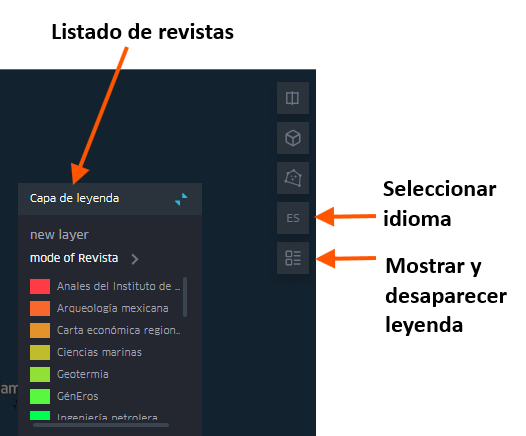 Listado de revistas
Capa de leyenda
new layer
mode of Revista
Anales del Instituto de ...
Arqueología mexicana
Carta económica region..
Ciencias marinas
Geotermia
GénEros
Ingeniería petrolera
ES
Seleccionar
idioma
Mostrar y
desaparecer
leyenda
am